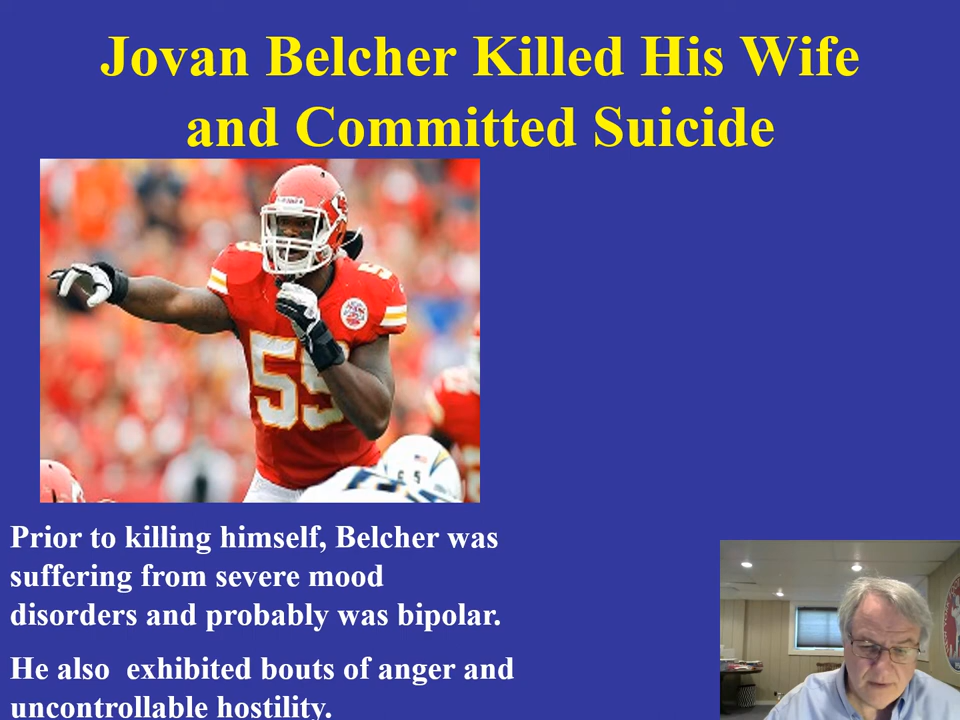 Jovan Belcher Killed His Wife
and Committed Suicide
59
Prior to killing himself, Belcher was
suffering from severe mood
disorders and probably was bipolar.
He also exhibited bouts of anger and
uncontrollable hostility.